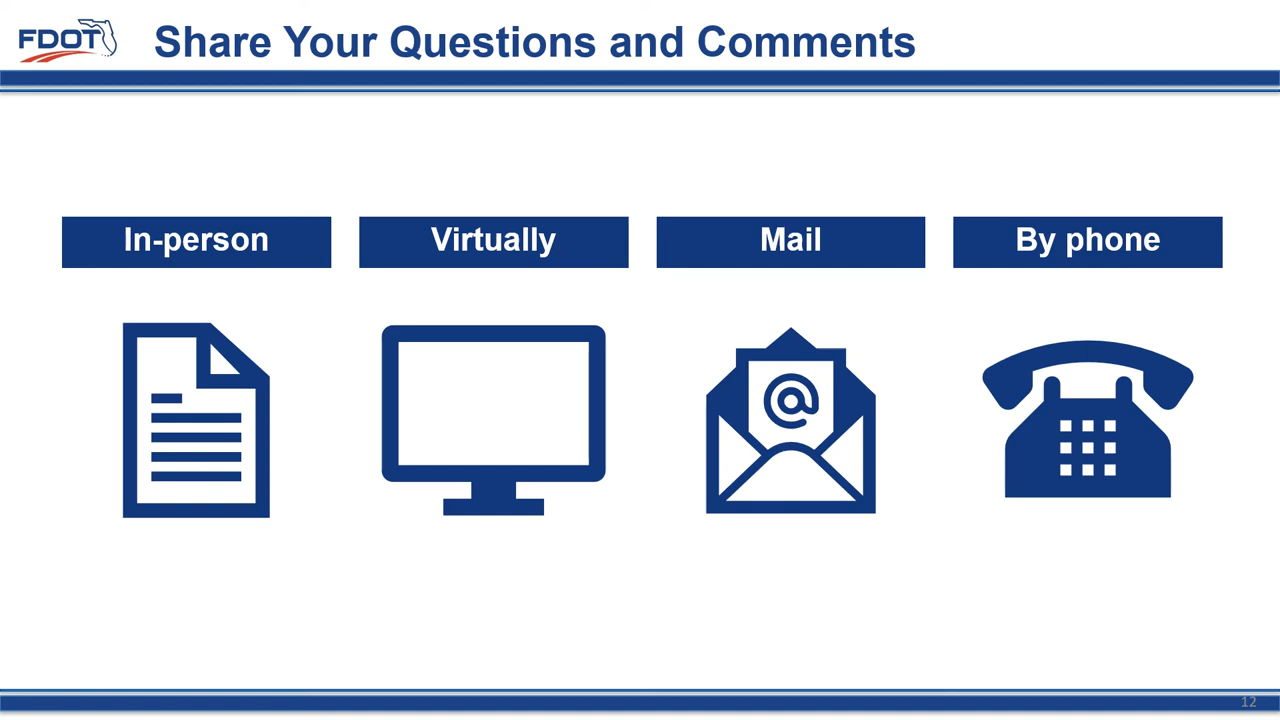 FDOT
Share Your Questions and Comments
In-person
Virtually
Mail
By phone
@
12